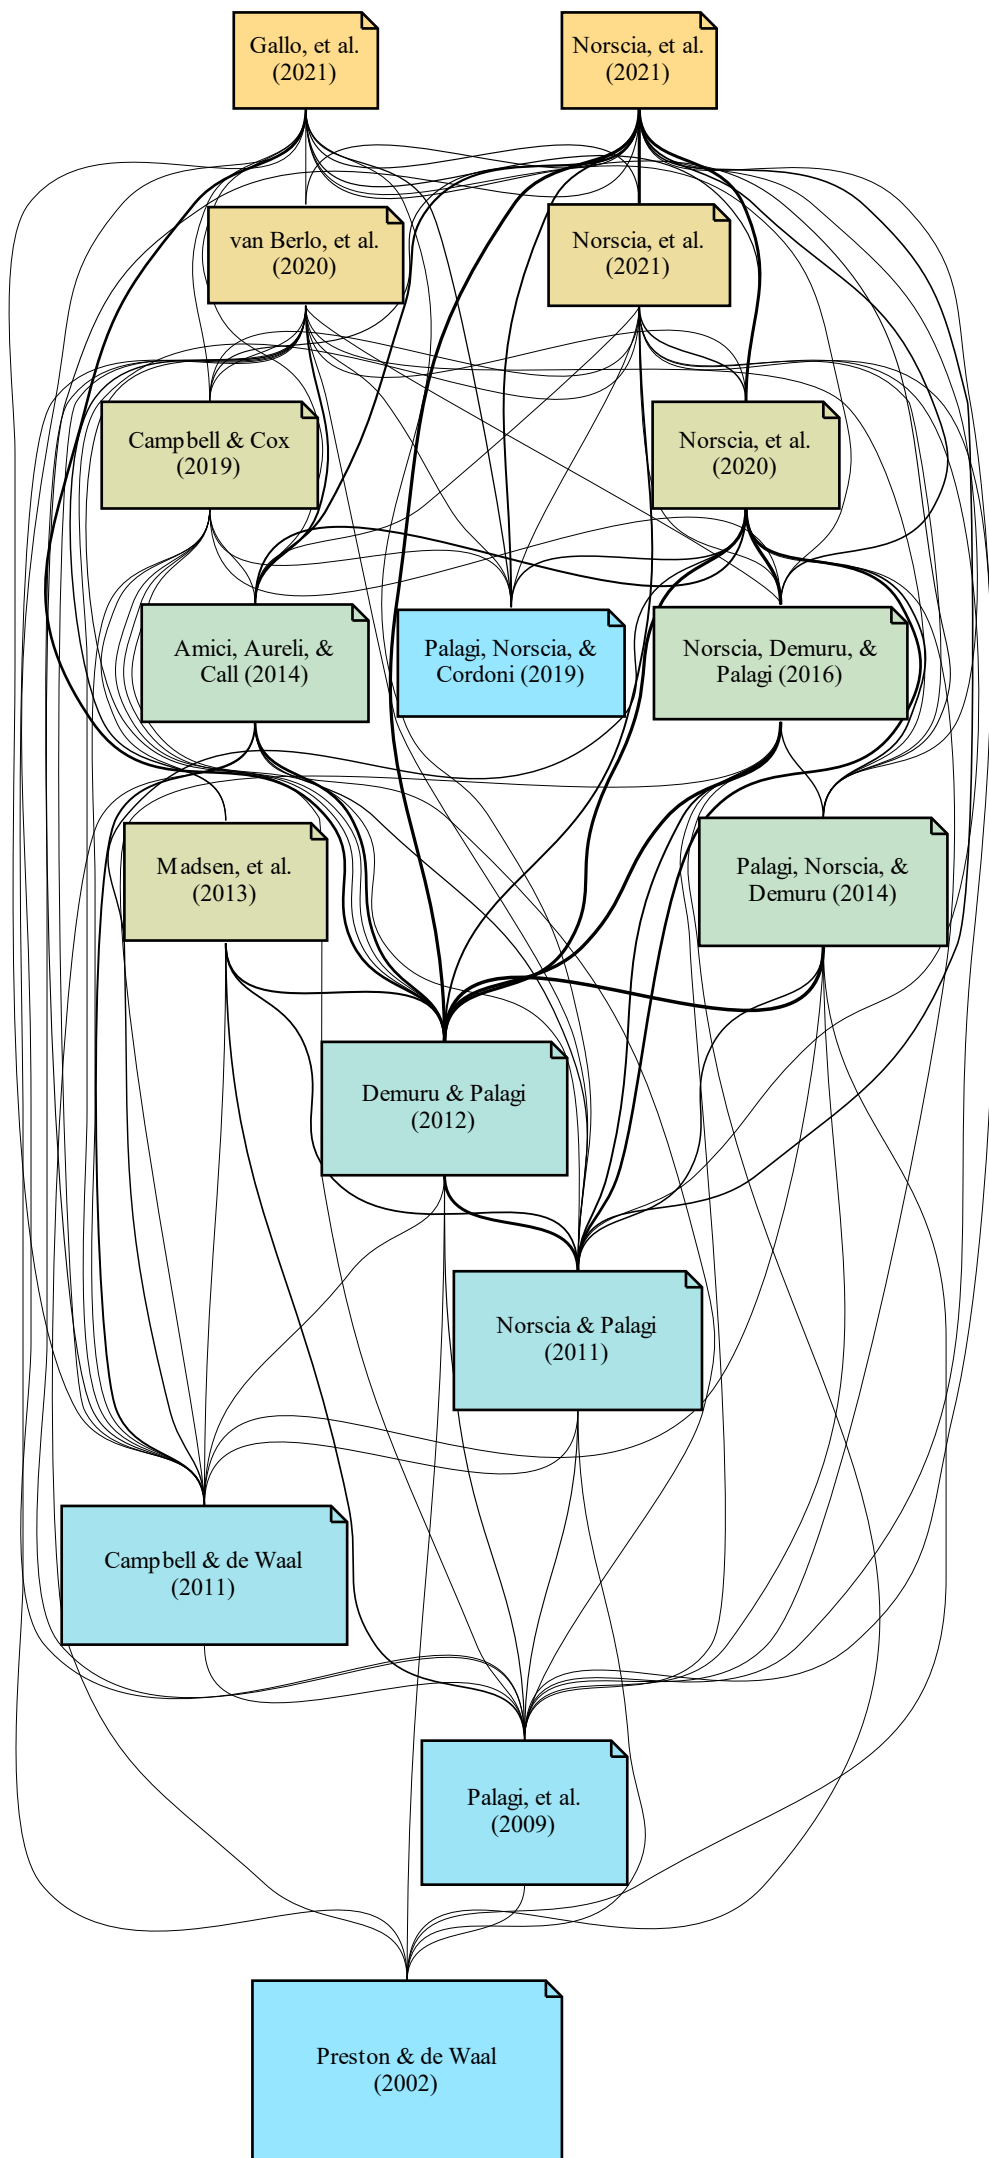 Gallo, et al.
(2021)
Norscia, et al.
(2021)
van Berlo, et al.
(2020)
Norscia, et al.
(2021)
Campbell & Cox
(2019)
Norscia, et al.
(2020)
Amici, Aureli, &
Call (2014)
Palagi, Norscia, &
Cordoni (2019)
Norscia, Demuru, &
Palagi (2016)
Madsen, et al.
(2013)
Palagi, Norscia, &
Demuru (2014)
Demuru & Palagi
(2012)
Norscia & Palagi
(2011)
Campbell & de Waal
(2011)
Palagi, et al.
(2009)
Preston & de Waal
(2002)